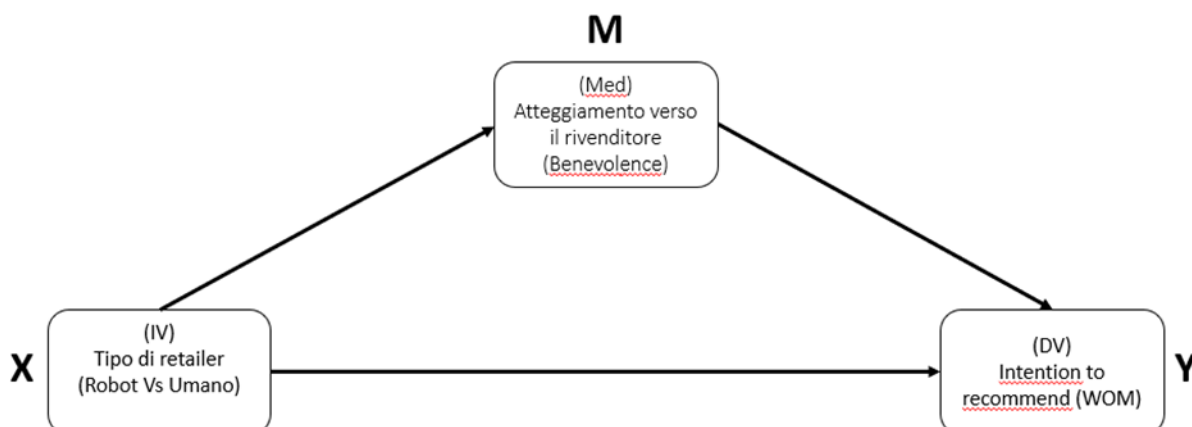 M
(Med)
Atteggiamento verso
il rivenditore
(Benevolence)
X
(IV)
Tipo di retailer
(Robot Vs Umano)
(DV)
Intention to
recommend (WOM)
Y